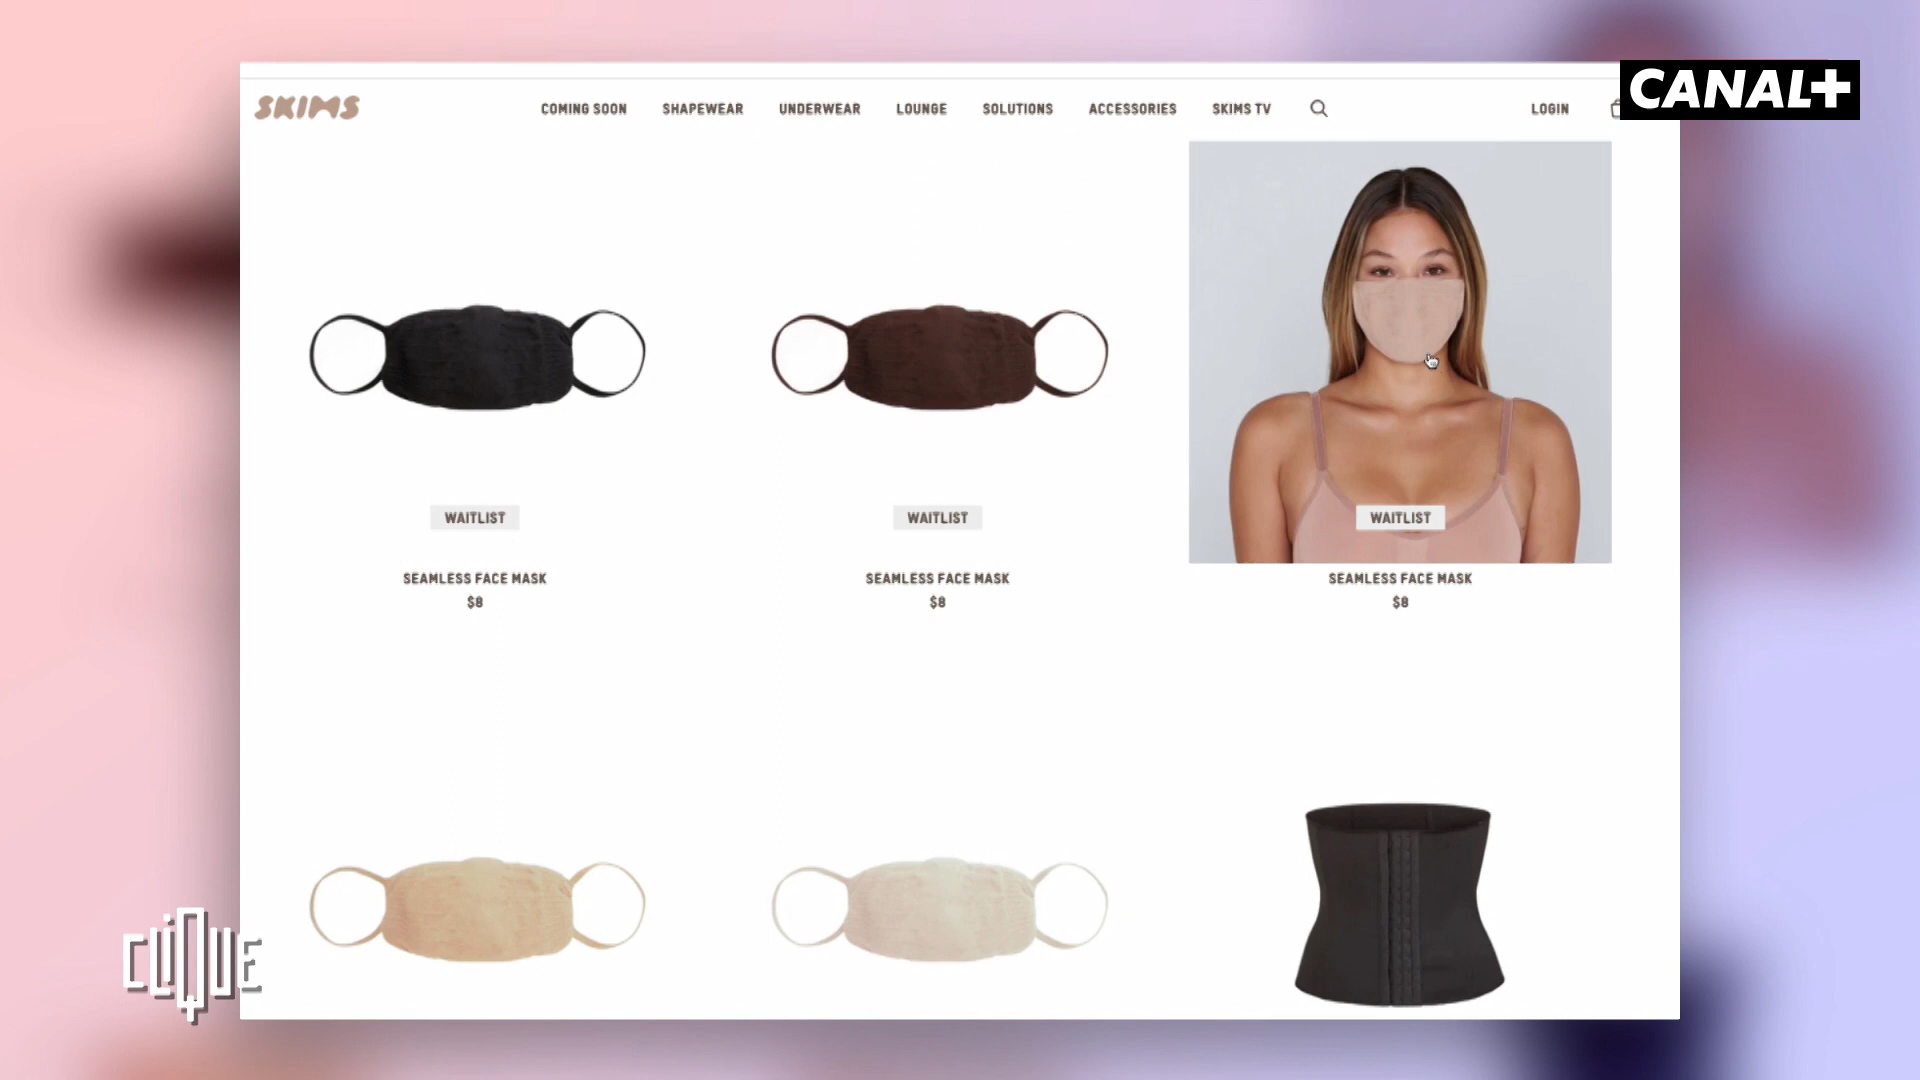 CANAL+
SKIMS
COMING SOON SHAPEWEAR UNDERWEAR LOUNGE SOLUTIONS ACCESSORIES SKIMS TV LOGIN
WAITLIST WAITLIST WAITLIST
SEAMLESS FACE MASK SEAMLESS FACE MASK SEAMLESS FACE MASK
$8 $8 $8
CLIQUE